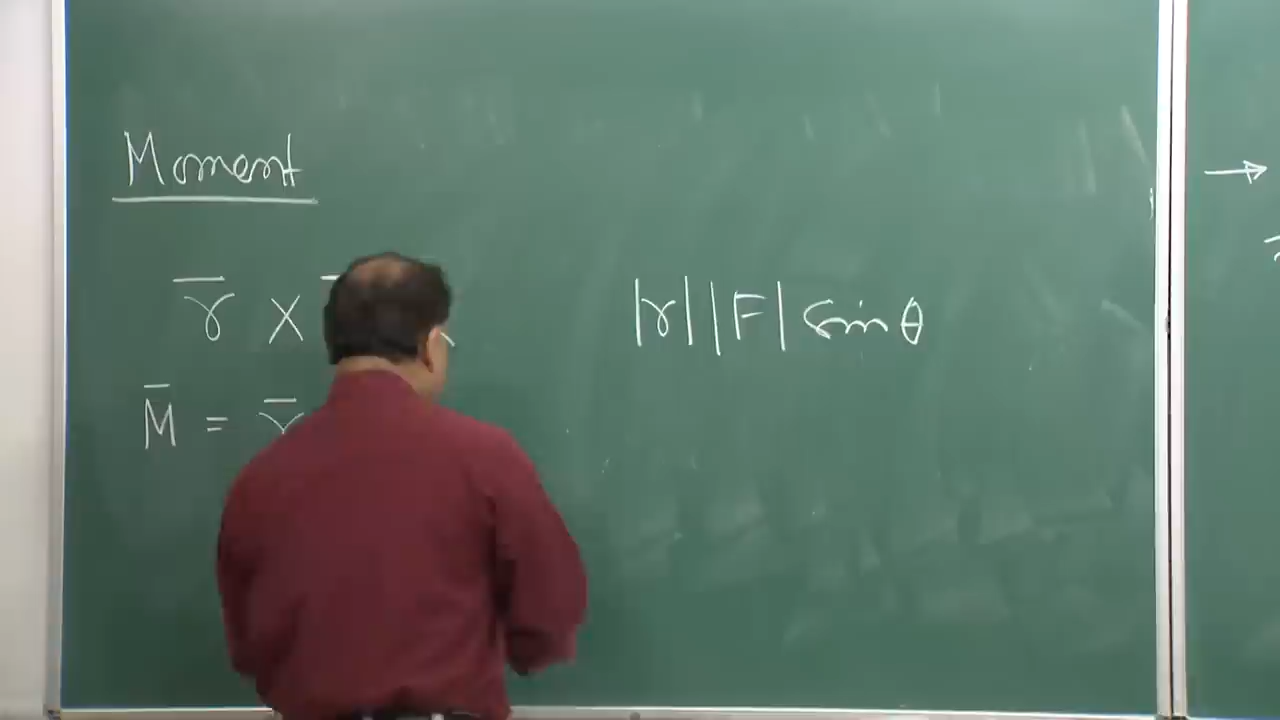 Moment
r̄ ×
|r| |F| sin θ
M̄ = r̄
→